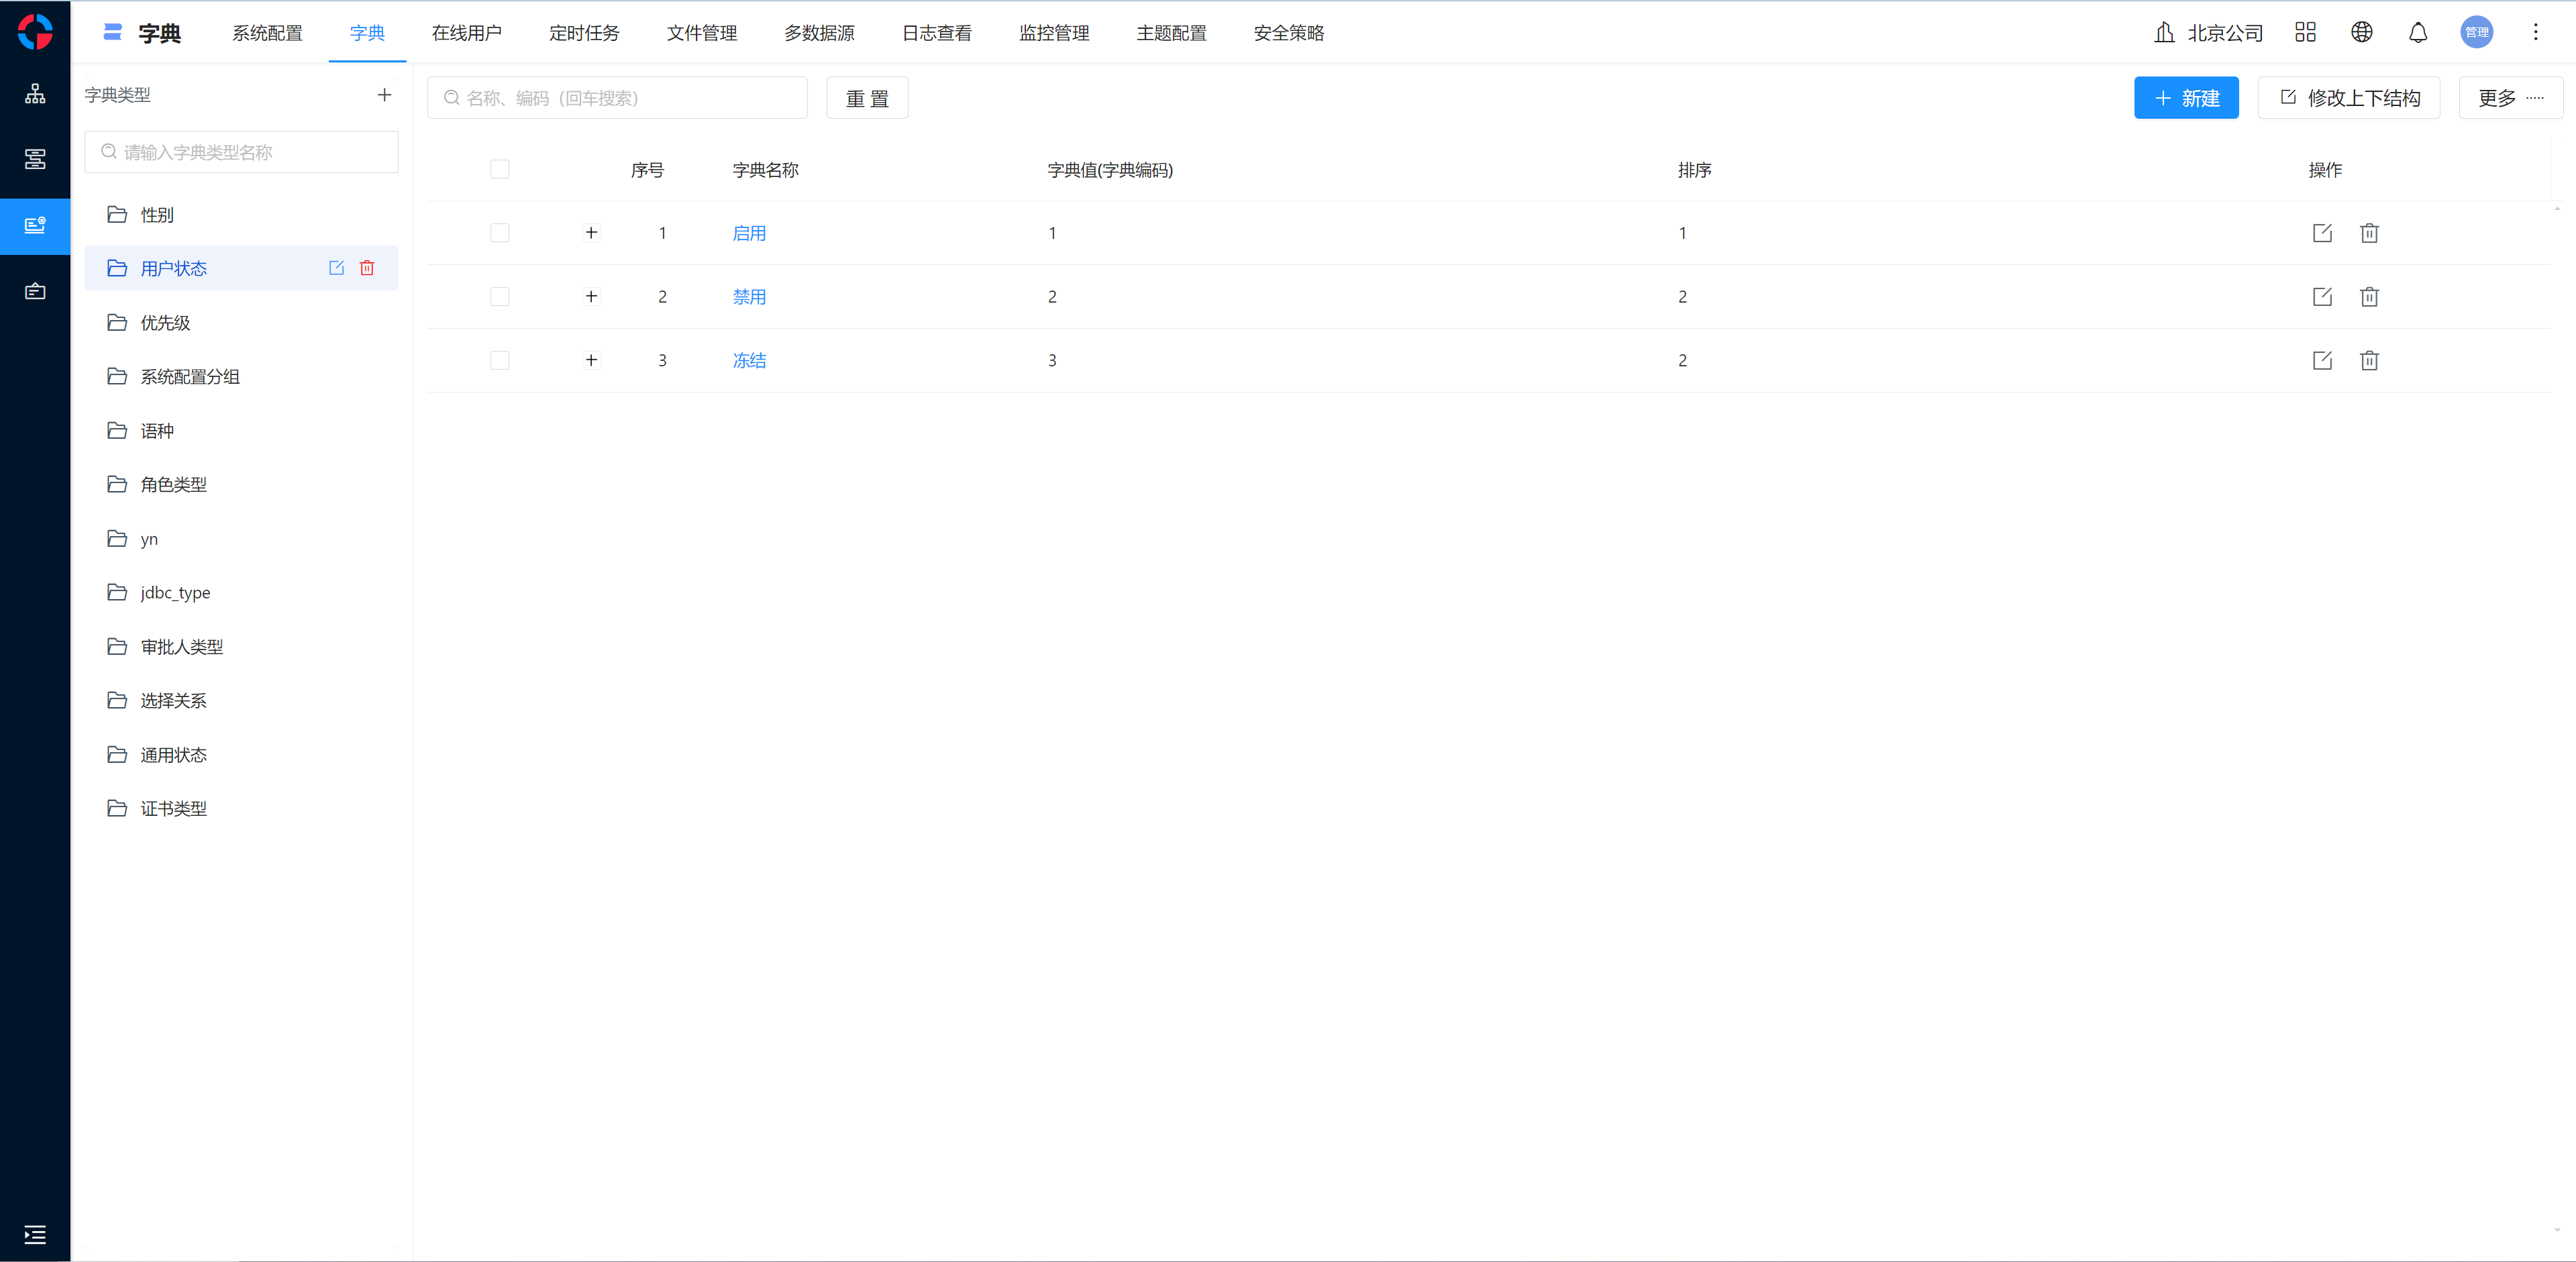 字典
系统配置
字典
在线用户
定时任务
文件管理
多数据源
日志查看
监控管理
主题配置
安全策略
北京公司
管理
字典类型
请输入字典类型名称
性别
用户状态
优先级
系统配置分组
语种
角色类型
yn
jdbc_type
审批人类型
选择关系
通用状态
证书类型
名称、编码（回车搜索）
重 置
新建
修改上下结构
更多
序号 字典名称 字典值(字典编码) 排序 操作
1 启用 1 1
2 禁用 2 2
3 冻结 3 2